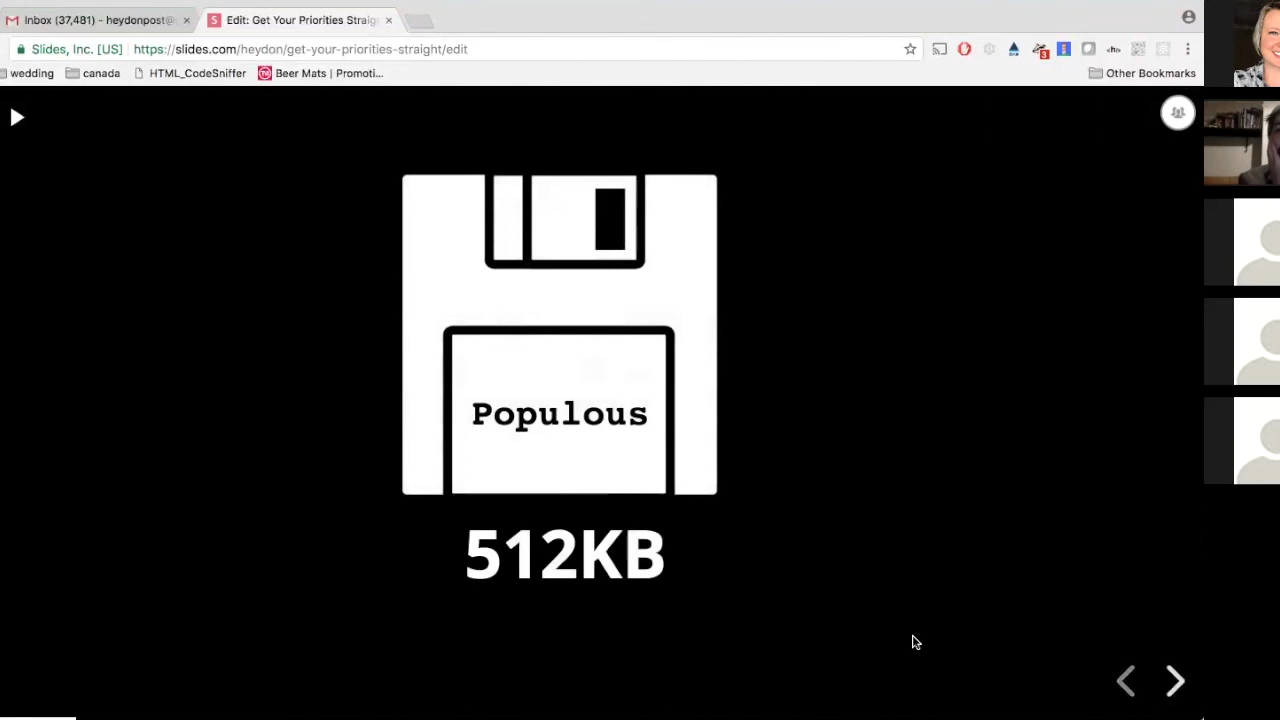 Inbox (37,481) - heydonpost@
Edit: Get Your Priorities Straig
Slides, Inc. [US]
https://slides.com/heydon/get-your-priorities-straight/edit
3
wedding
canada
HTML_CodeSniffer
Beer Mats | Promoti...
Other Bookmarks
Populous
512KB